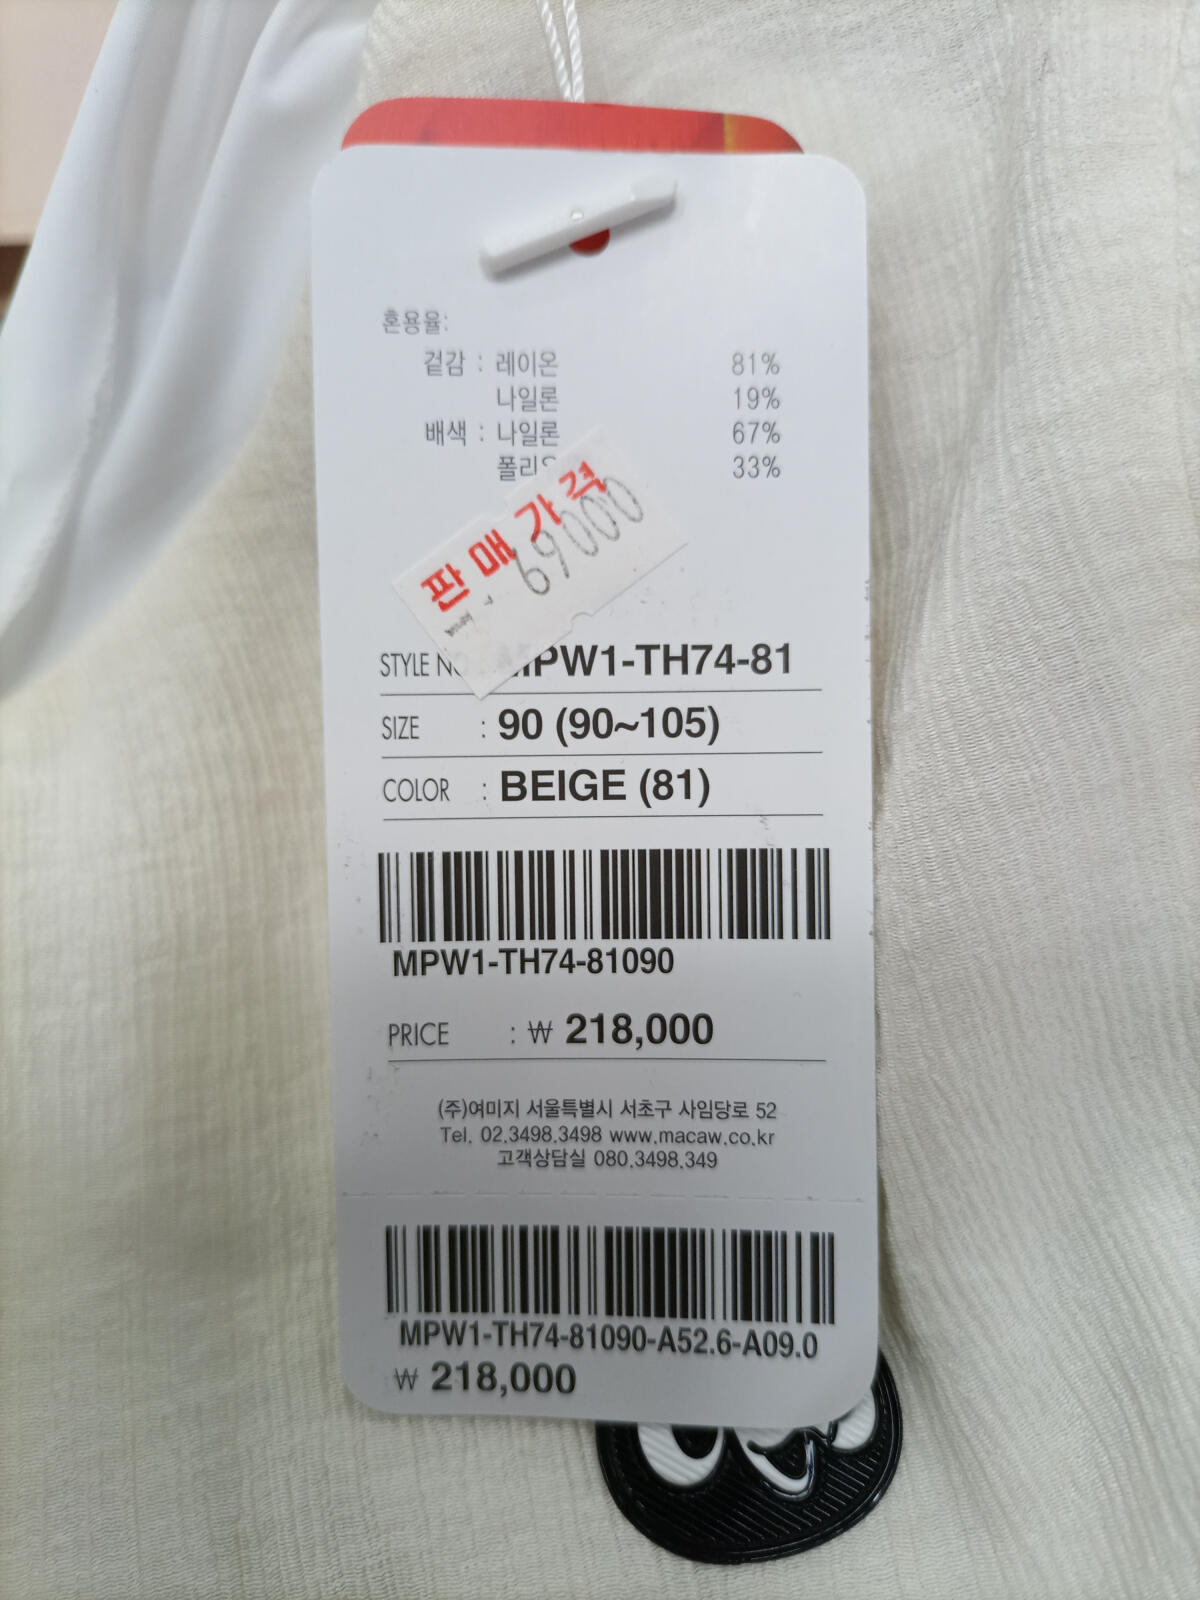 혼용율:
겉감 : 레이온 81%
나일론 19%
배색 : 나일론 67%
폴리 33%
판매가격
69000
STYLE NO : MPW1-TH74-81
SIZE : 90 (90~105)
COLOR : BEIGE (81)
MPW1-TH74-81090
PRICE : ₩ 218,000
(주)여미지 서울특별시 서초구 사임당로 52
Tel. 02.3498.3498 www.macaw.co.kr
고객상담실 080.3498.349
MPW1-TH74-81090-A52.6-A09.0
₩ 218,000